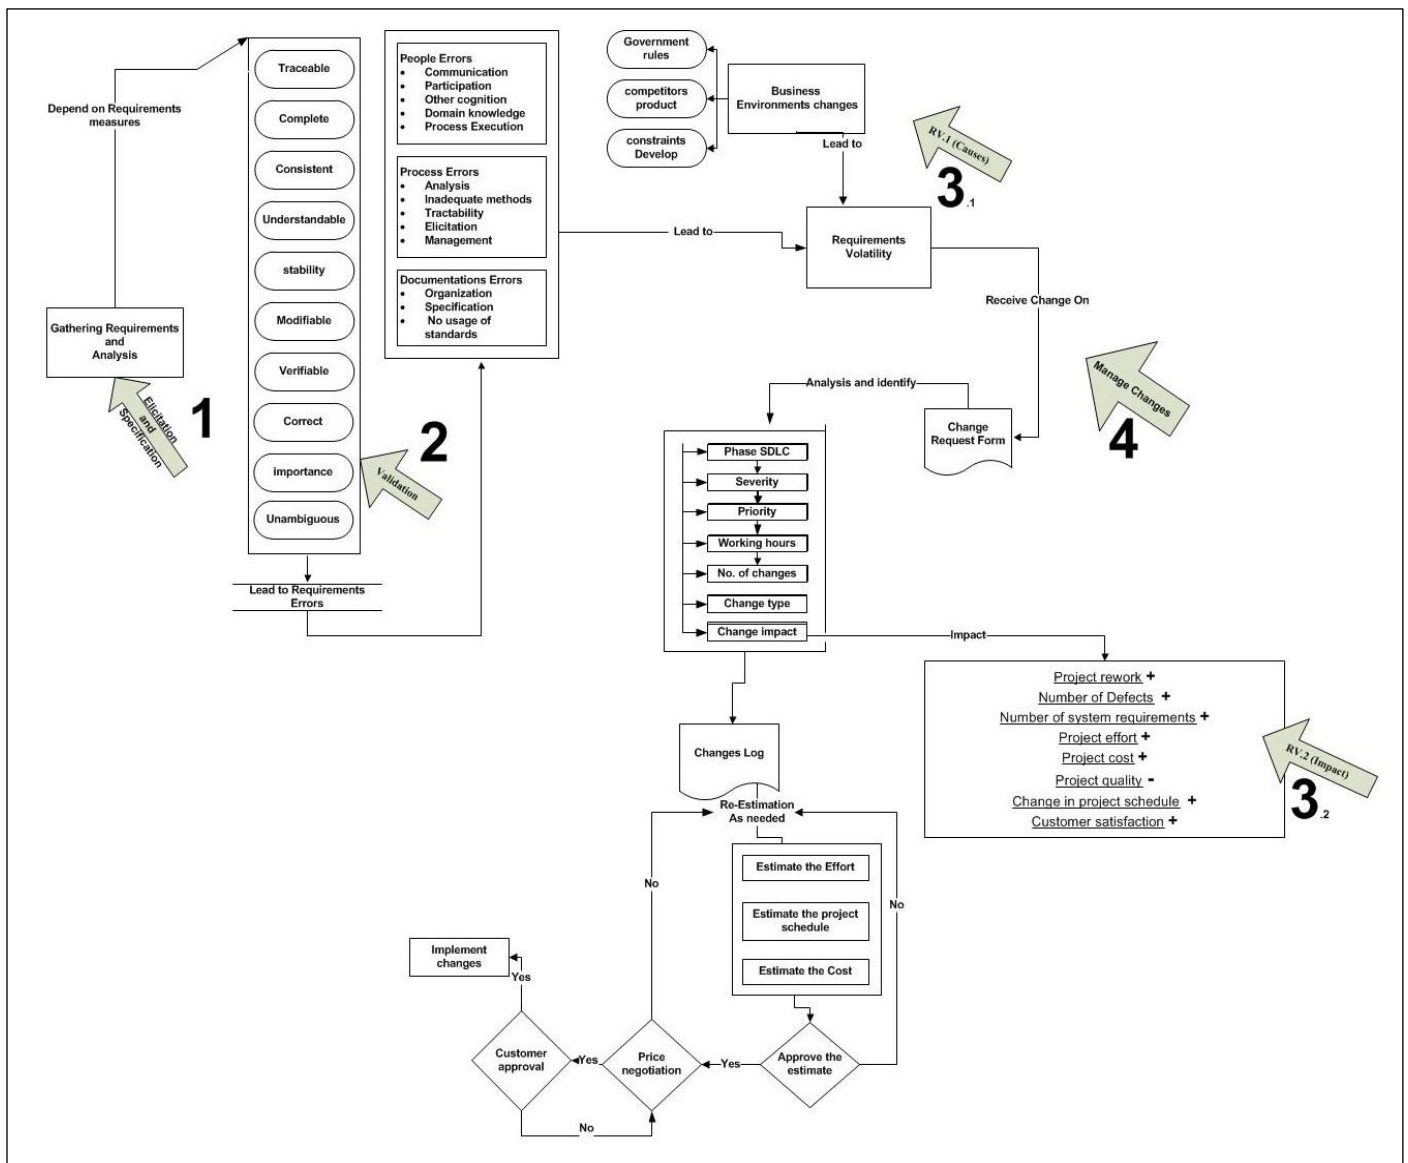 Depend on Requirements
measures
Gathering Requirements
and
Analysis
Elicitation
and
Specification
1
Traceable
Complete
Consistent
Understandable
stability
Modifiable
Verifiable
Correct
importance
Unambiguous
Validation
2
Lead to Requirements
Errors
People Errors
• Communication
• Participation
• Other cognition
• Domain knowledge
• Process Execution
Process Errors
• Analysis
• Inadequate methods
• Tractability
• Elicitation
• Management
Documentations Errors
• Organization
• Specification
• No usage of
standards
Lead to
Government
rules
competitors
product
constraints
Develop
Business
Environments changes
Lead to
RV.1 (Causes)
3.1
Requirements
Volatility
Receive Change On
Manage Changes
4
Change
Request Form
Analysis and identify
Phase SDLC
Severity
Priority
Working hours
No. of changes
Change type
Change impact
Impact
Project rework +
Number of Defects +
Number of system requirements +
Project effort +
Project cost +
Project quality -
Change in project schedule +
Customer satisfaction +
RV.2 (Impact)
3.2
Changes Log
Re-Estimation
As needed
Estimate the Effort
Estimate the project
schedule
Estimate the Cost
No
No
Approve the
estimate
Yes
Price
negotiation
Yes
Customer
approval
No
Yes
Implement
changes